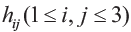 h_{ij} (1 ≤ i, j ≤ 3)